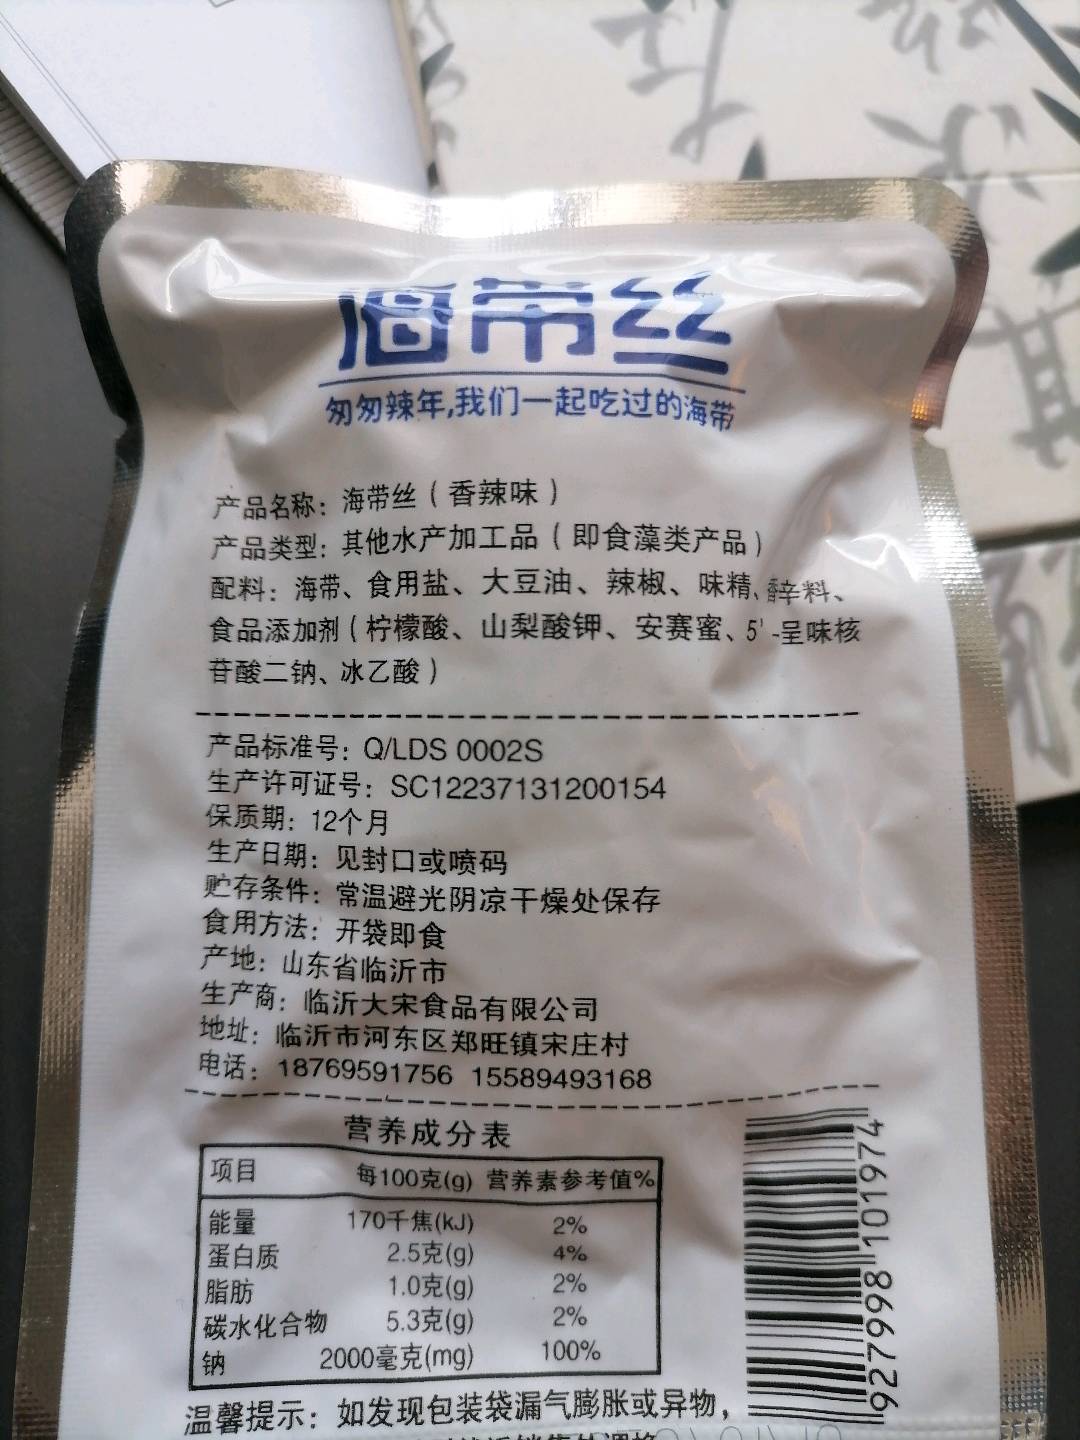 海带丝
匆匆辣年,我们一起吃过的海带
产品名称：海带丝（香辣味）
产品类型：其他水产加工品（即食藻类产品）
配料：海带、食用盐、大豆油、辣椒、味精、香辛料、
食品添加剂（柠檬酸、山梨酸钾、安赛蜜、5'-呈味核
苷酸二钠、冰乙酸）
产品标准号：Q/LDS 0002S
生产许可证号：SC12237131200154
保质期：12个月
生产日期：见封口或喷码
贮存条件：常温避光阴凉干燥处保存
食用方法：开袋即食
产地：山东省临沂市
生产商：临沂大宋食品有限公司
地址：临沂市河东区郑旺镇宋庄村
电话：18769591756 15589493168
营养成分表
项目 每100克(g) 营养素参考值%
能量 170千焦(kJ) 2%
蛋白质 2.5克(g) 4%
脂肪 1.0克(g) 2%
碳水化合物 5.3克(g) 2%
钠 2000毫克(mg) 100%
温馨提示：如发现包装袋漏气膨胀或异物，
9227998101974